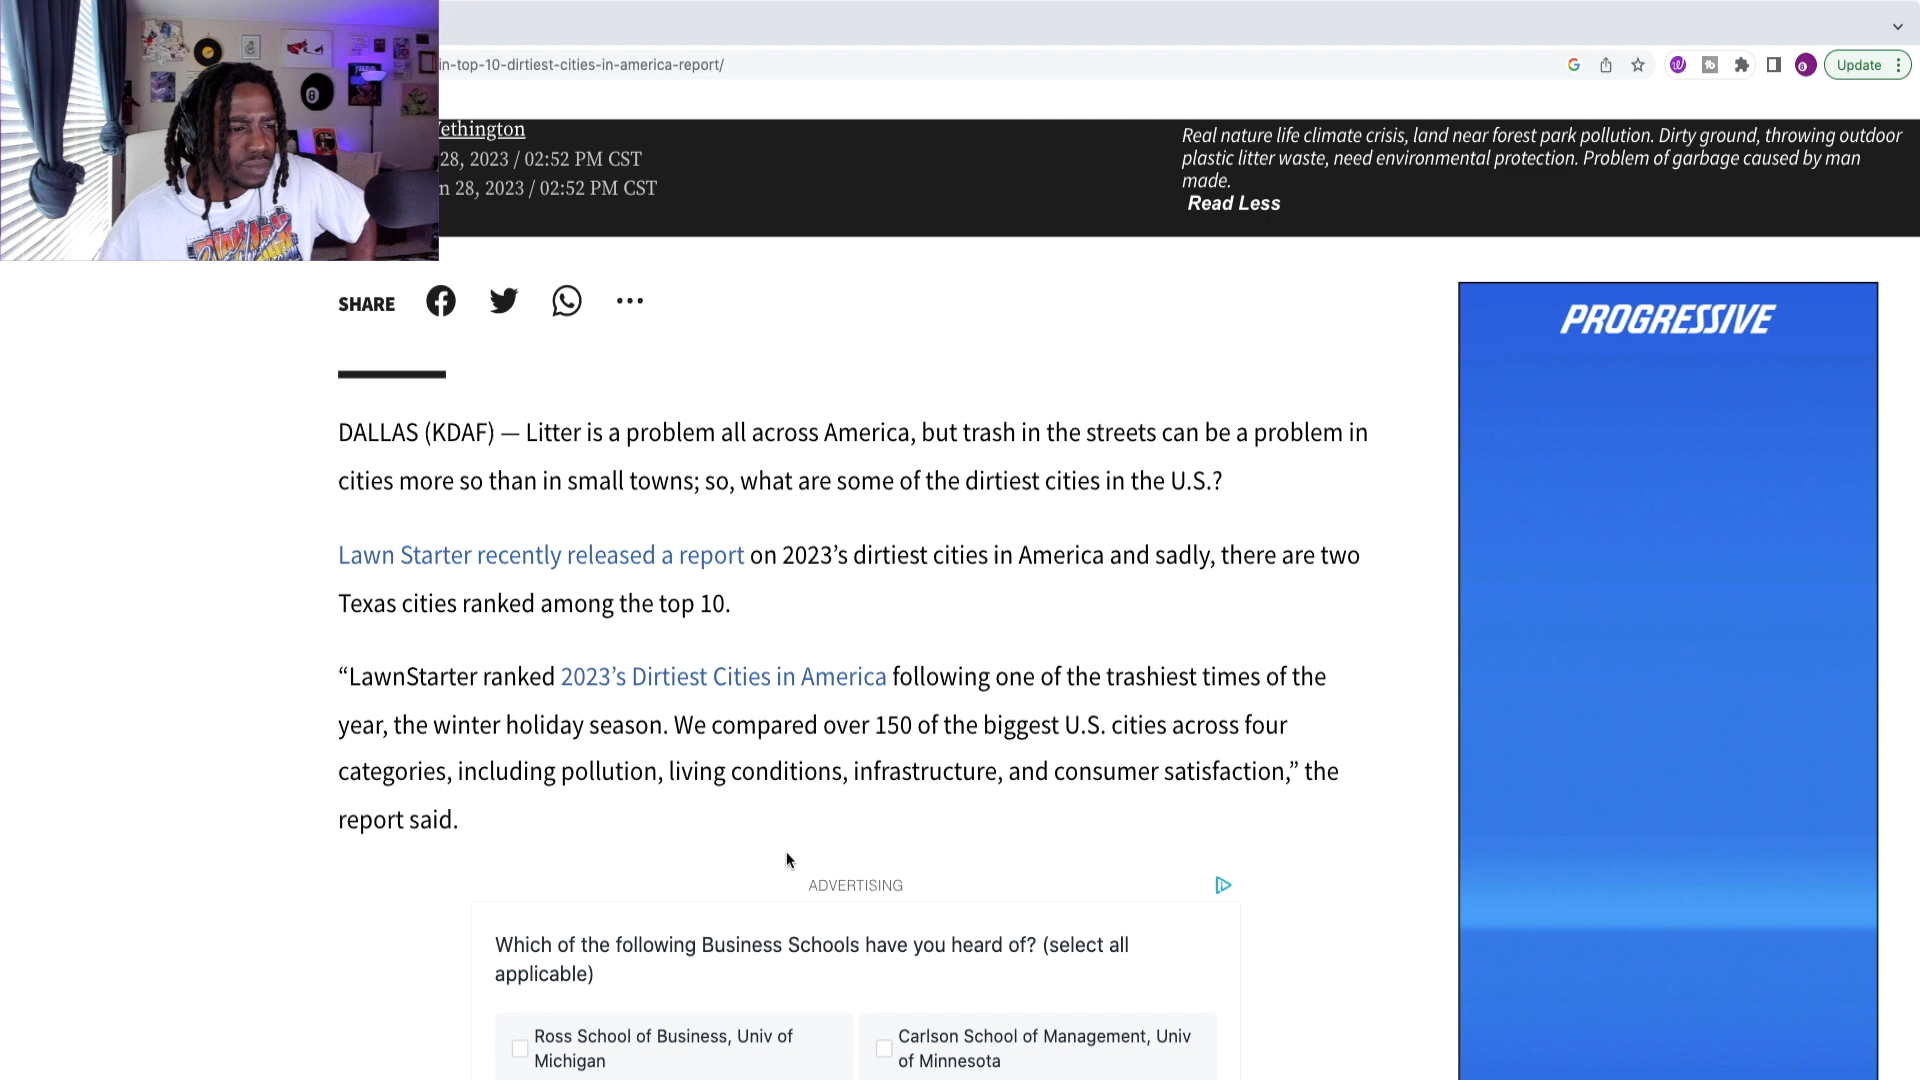 in-top-10-dirtiest-cities-in-america-report/
Update
ethington
28, 2023 / 02:52 PM CST
n 28, 2023 / 02:52 PM CST
Real nature life climate crisis, land near forest park pollution. Dirty ground, throwing outdoor
plastic litter waste, need environmental protection. Problem of garbage caused by man
made.
Read Less
SHARE
PROGRESSIVE
DALLAS (KDAF) — Litter is a problem all across America, but trash in the streets can be a problem in
cities more so than in small towns; so, what are some of the dirtiest cities in the U.S.?
Lawn Starter recently released a report on 2023’s dirtiest cities in America and sadly, there are two
Texas cities ranked among the top 10.
“LawnStarter ranked 2023’s Dirtiest Cities in America following one of the trashiest times of the
year, the winter holiday season. We compared over 150 of the biggest U.S. cities across four
categories, including pollution, living conditions, infrastructure, and consumer satisfaction,” the
report said.
ADVERTISING
Which of the following Business Schools have you heard of? (select all
applicable)
Ross School of Business, Univ of
Michigan
Carlson School of Management, Univ
of Minnesota